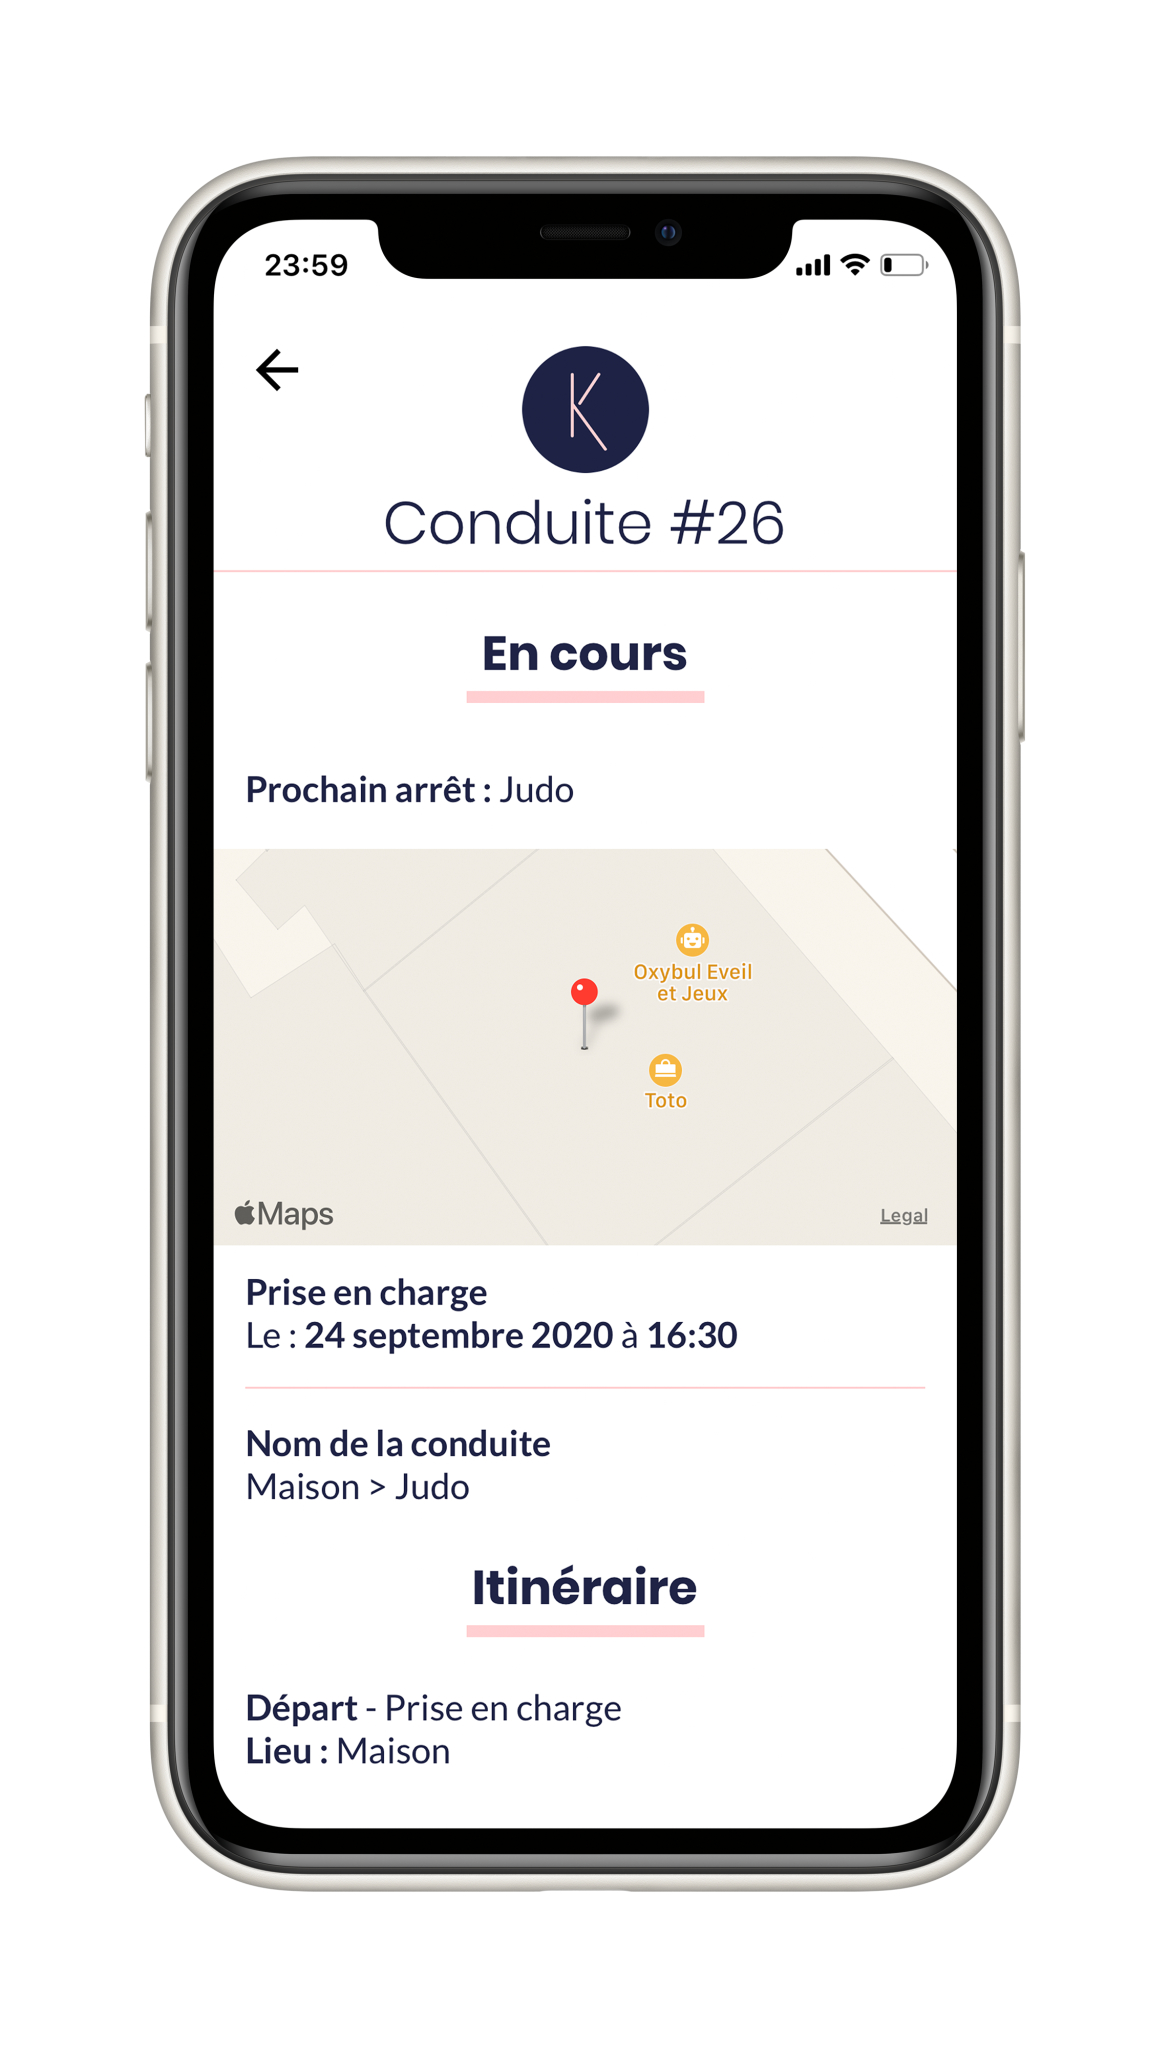 23:59
K
Conduite #26
En cours
Prochain arrêt : Judo
Oxybul Eveil
et Jeux
Toto
Maps
Legal
Prise en charge
Le : 24 septembre 2020 à 16:30
Nom de la conduite
Maison > Judo
Itinéraire
Départ - Prise en charge
Lieu : Maison